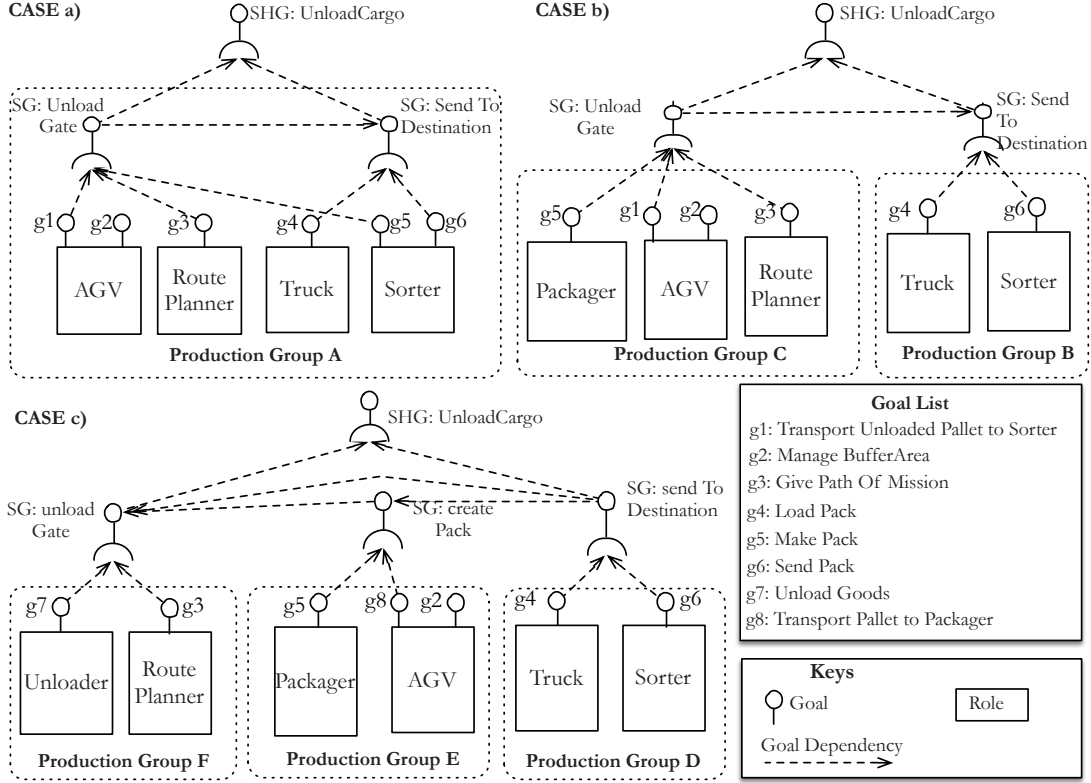 CASE a)
SHG: UnloadCargo
SG: Unload
Gate
SG: Send To
Destination
g1
g2
g3
g4
g5
g6
AGV
Route
Planner
Truck
Sorter
Production Group A
CASE b)
SHG: UnloadCargo
SG: Unload
Gate
SG: Send
To
Destination
g5
g1
g2
g3
g4
g6
Packager
AGV
Route
Planner
Truck
Sorter
Production Group C
Production Group B
CASE c)
SHG: UnloadCargo
SG: unload
Gate
SG: create
Pack
SG: send To
Destination
g7
g3
g5
g8
g2
g4
g6
Unloader
Route
Planner
Packager
AGV
Truck
Sorter
Production Group F
Production Group E
Production Group D
Goal List
g1: Transport Unloaded Pallet to Sorter
g2: Manage BufferArea
g3: Give Path Of Mission
g4: Load Pack
g5: Make Pack
g6: Send Pack
g7: Unload Goods
g8: Transport Pallet to Packager
Keys
Goal
Role
Goal Dependency